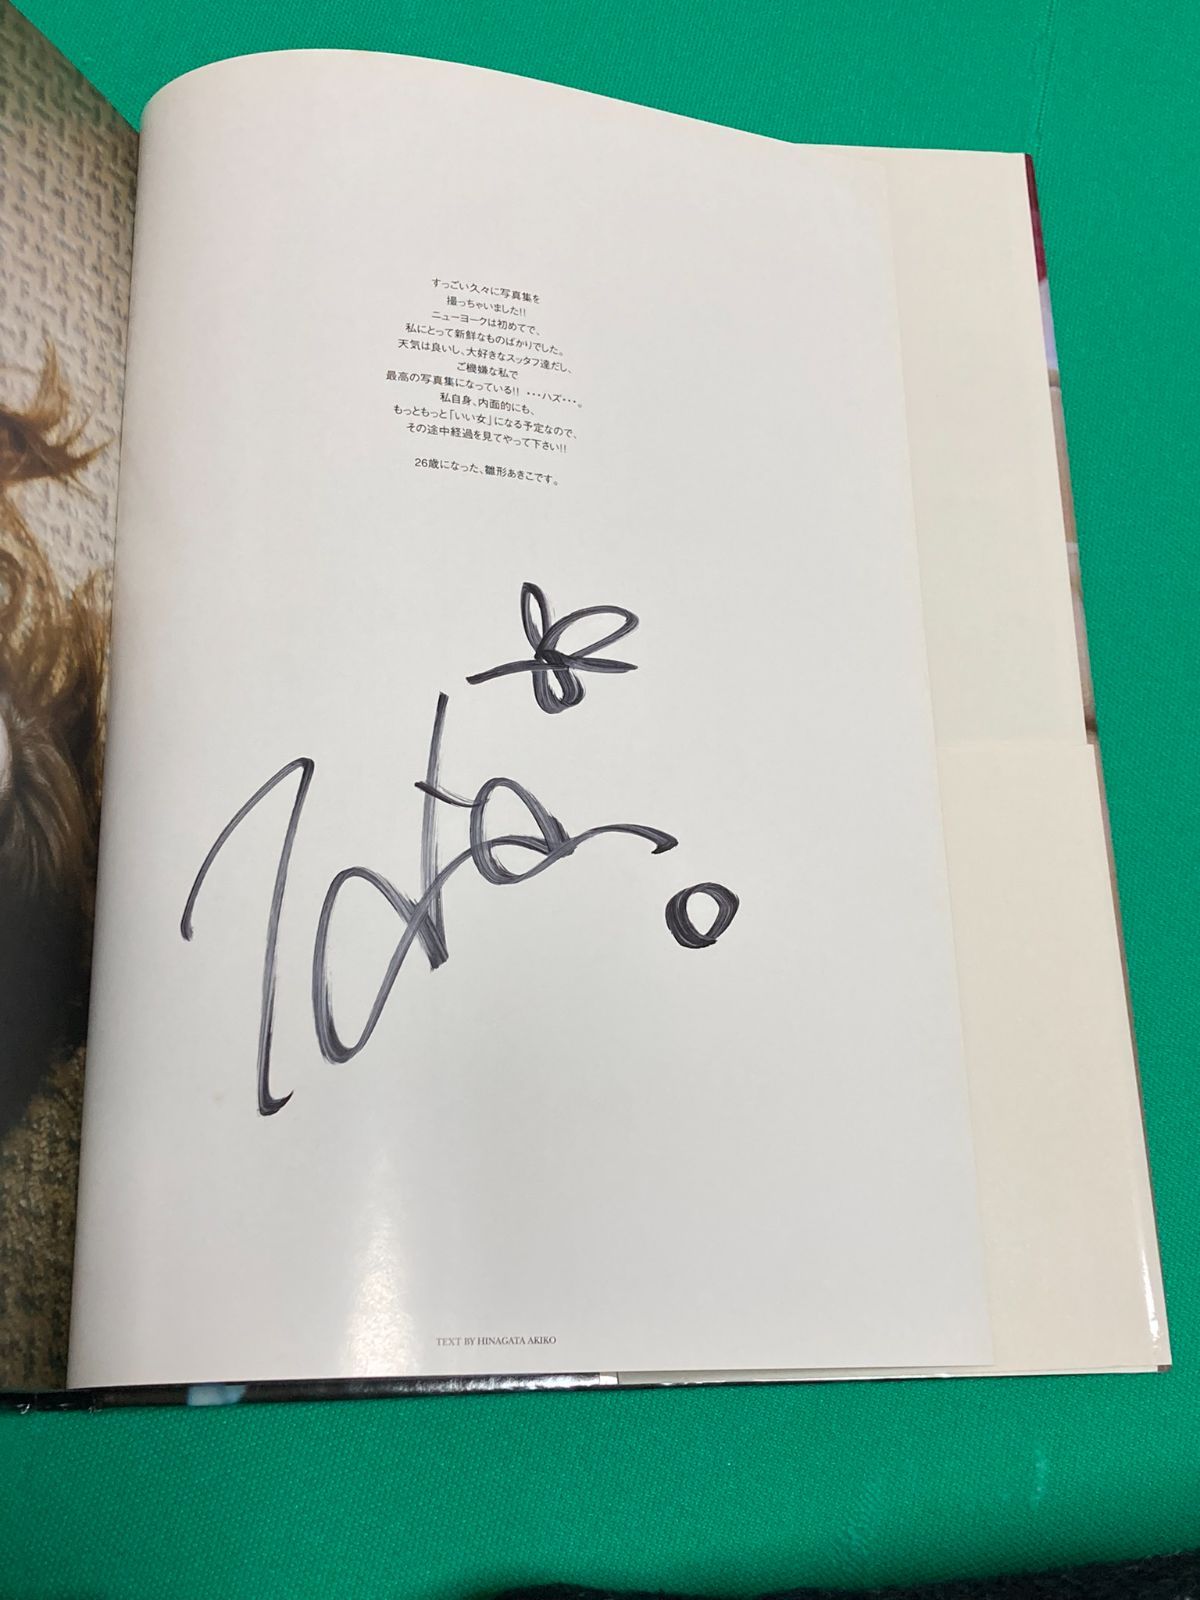 すっごい久々に写真集を
撮っちゃいました!!
ニューヨークは初めてで、
私にとって新鮮なものばかりでした。
天気は良いし、大好きなスッタフ達だし、
ご機嫌な私で
最高の写真集になっている!! ・・・ハズ・・・。
私自身、内面的にも、
もっともっと「いい女」になる予定なので、
その途中経過を見てやって下さい!!
26歳になった、雛形あきこです。
TEXT BY HINAGATA AKIKO